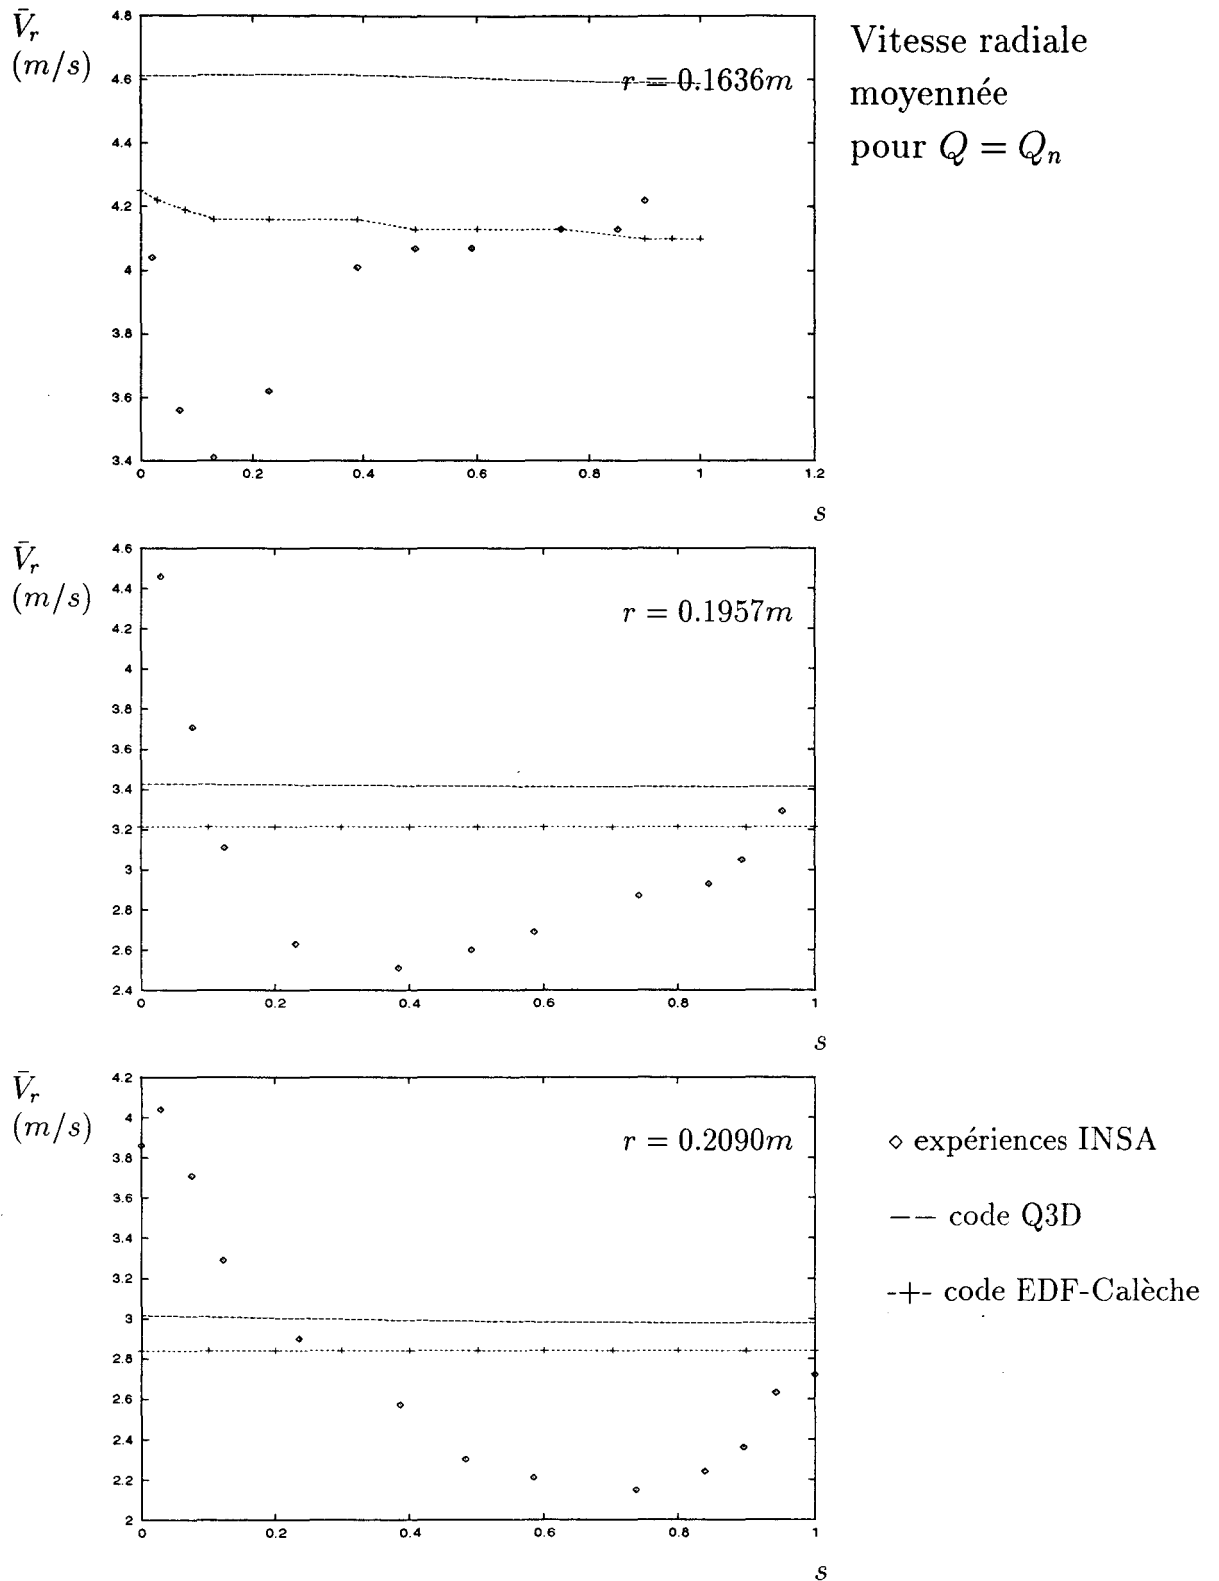 V̄r
(m/s)
4.8
4.6
4.4
4.2
4
3.8
3.6
3.4
0 0.2 0.4 0.6 0.8 1 1.2
r = 0.1636m
s
Vitesse radiale
moyennée
pour Q = Qn
V̄r
(m/s)
4.6
4.4
4.2
4
3.8
3.6
3.4
3.2
3
2.8
2.6
2.4
0 0.2 0.4 0.6 0.8 1
r = 0.1957m
s
V̄r
(m/s)
4.2
4
3.8
3.6
3.4
3.2
3
2.8
2.6
2.4
2.2
2
0 0.2 0.4 0.6 0.8 1
r = 0.2090m
s
◇ expériences INSA
−− code Q3D
-+- code EDF-Calèche